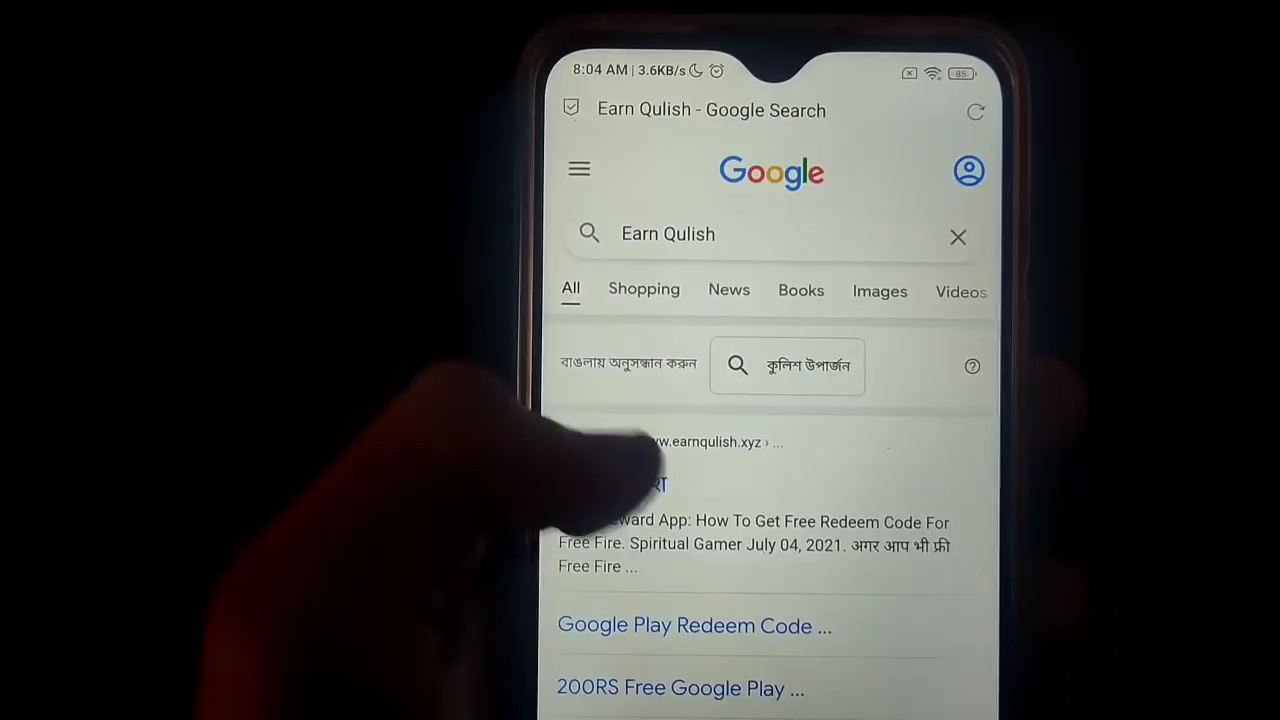 8:04 AM | 3.6KB/s
85
Earn Qulish - Google Search
Google
Earn Qulish
All Shopping News Books Images Videos
বাঙলায় অনুসন্ধান করুন কুলিশ উপার্জন
.earnqulish.xyz › ...
App: How To Get Free Redeem Code For
Free Fire. Spiritual Gamer July 04, 2021. अगर आप भी फ्री
Free Fire ...
Google Play Redeem Code ...
200RS Free Google Play ...